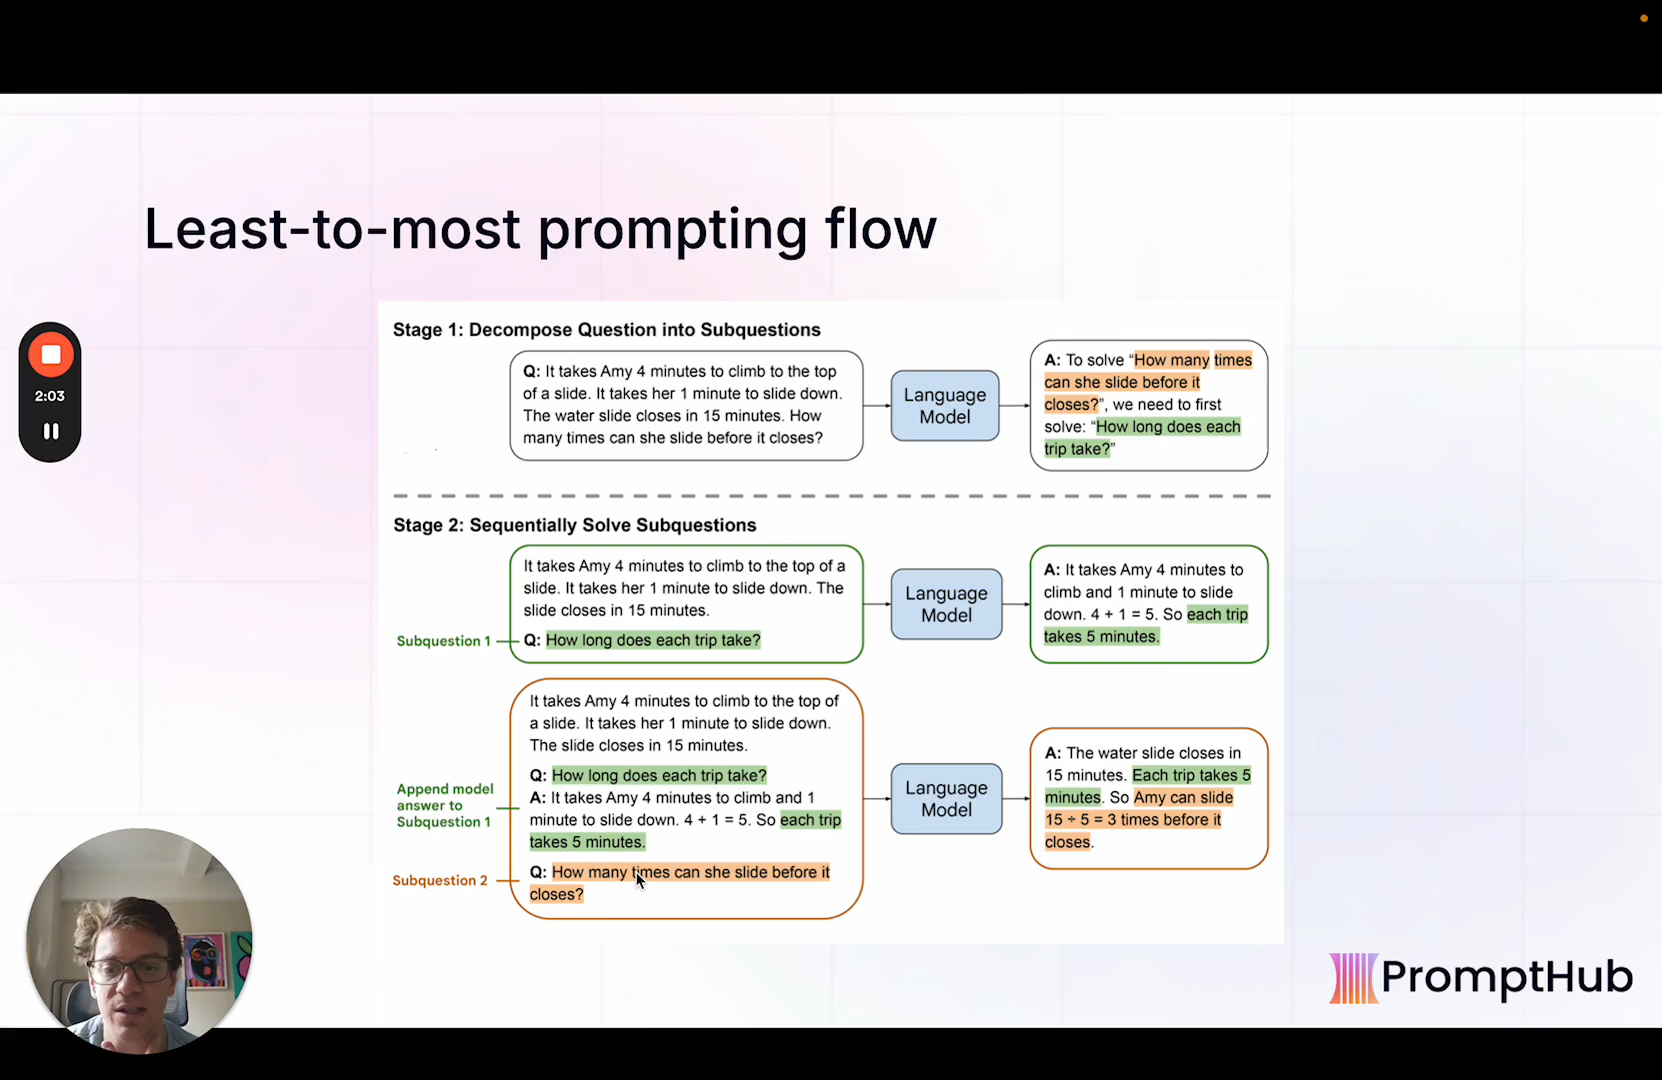 Least-to-most prompting flow
Stage 1: Decompose Question into Subquestions
Q: It takes Amy 4 minutes to climb to the top
of a slide. It takes her 1 minute to slide down.
The water slide closes in 15 minutes. How
many times can she slide before it closes?
Language
Model
A: To solve “How many times
can she slide before it
closes?”, we need to first
solve: “How long does each
trip take?”
2:03
Stage 2: Sequentially Solve Subquestions
It takes Amy 4 minutes to climb to the top of a
slide. It takes her 1 minute to slide down. The
slide closes in 15 minutes.
Subquestion 1
Q: How long does each trip take?
Language
Model
A: It takes Amy 4 minutes to
climb and 1 minute to slide
down. 4 + 1 = 5. So each trip
takes 5 minutes.
It takes Amy 4 minutes to climb to the top of
a slide. It takes her 1 minute to slide down.
The slide closes in 15 minutes.
Q: How long does each trip take?
Append model
answer to
Subquestion 1
A: It takes Amy 4 minutes to climb and 1
minute to slide down. 4 + 1 = 5. So each trip
takes 5 minutes.
Subquestion 2
Q: How many times can she slide before it
closes?
Language
Model
A: The water slide closes in
15 minutes. Each trip takes 5
minutes. So Amy can slide
15 ÷ 5 = 3 times before it
closes.
PromptHub